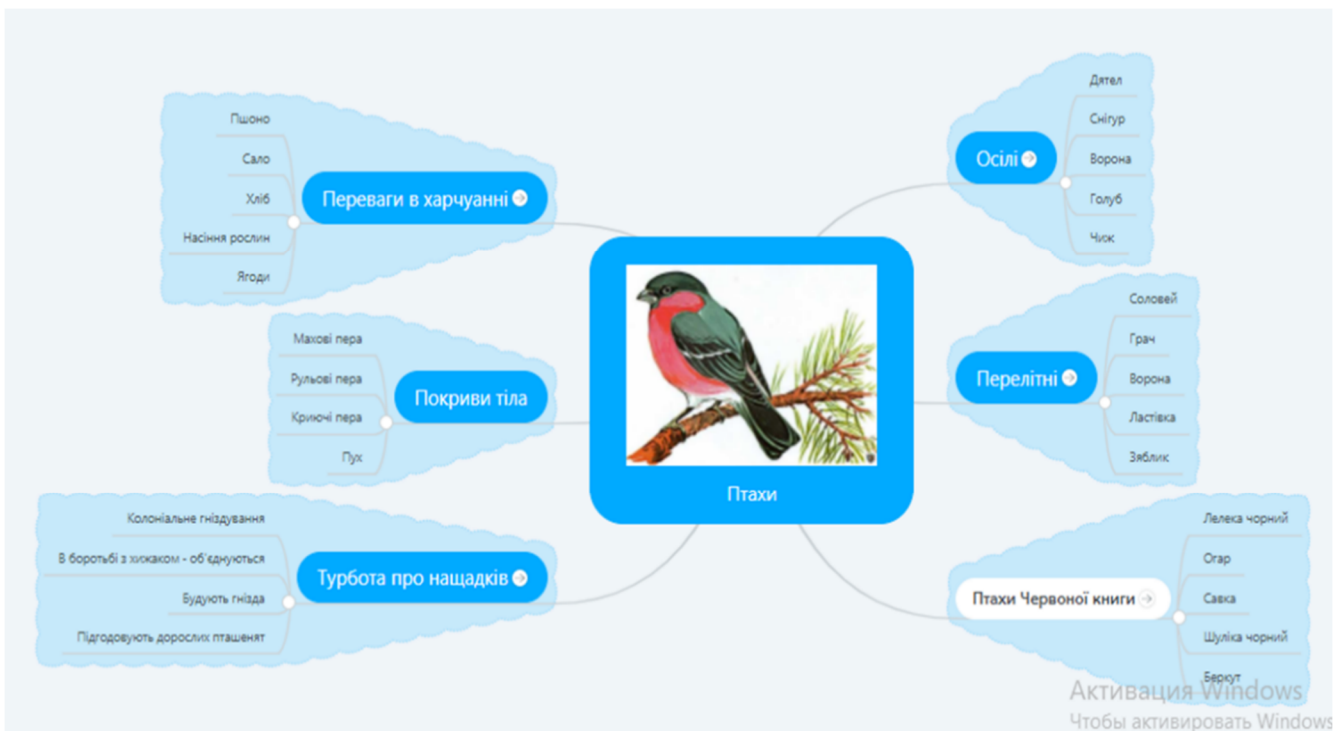 Переваги в харчуанні
Пшоно
Сало
Хліб
Насіння рослин
Ягоди
Покриви тіла
Махові пера
Рульові пера
Криючі пера
Пух
Турбота про нащадків
Колоніальне гніздування
В боротьбі з хижаком - об'єднуються
Будують гнізда
Підгодовують дорослих пташенят
Птахи
Осілі
Дятел
Снігур
Ворона
Голуб
Чиж
Перелітні
Соловей
Грач
Ворона
Ластівка
Зяблик
Птахи Червоної книги
Лелека чорний
Огар
Савка
Шуліка чорний
Беркут
Активация Windows
Чтобы активировать Windows